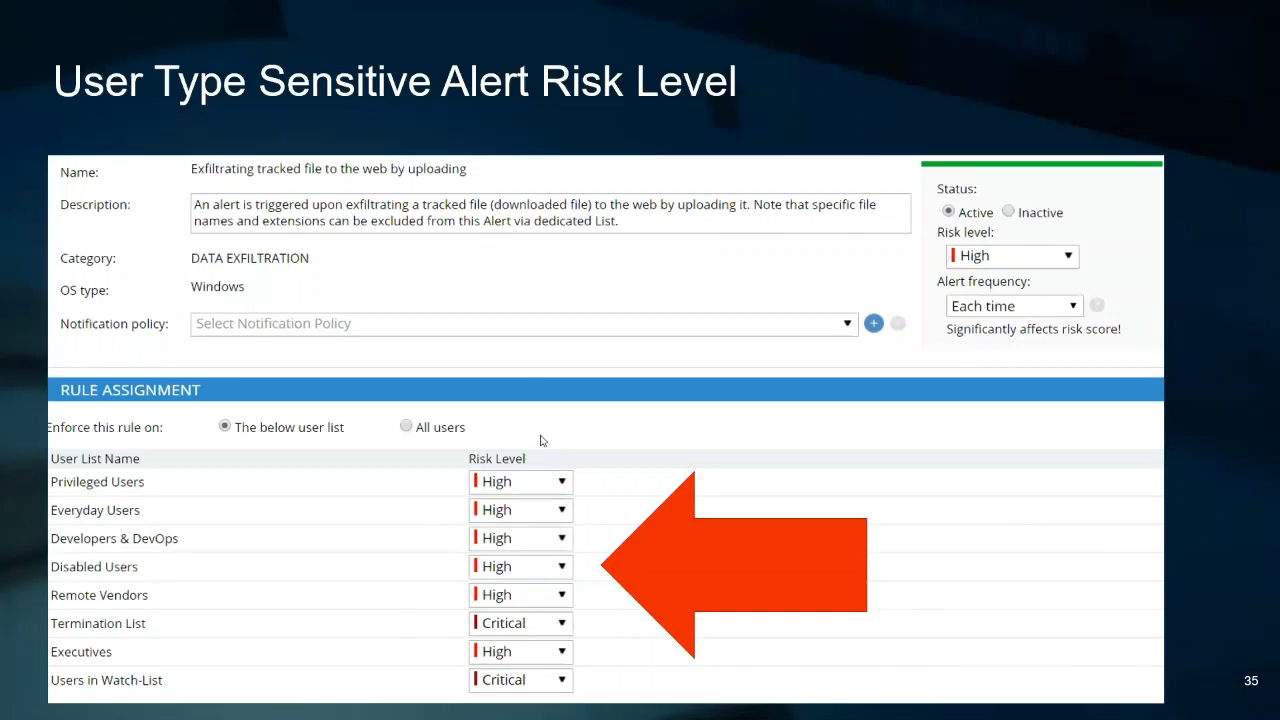 User Type Sensitive Alert Risk Level
Name: Exfiltrating tracked file to the web by uploading
Description: An alert is triggered upon exfiltrating a tracked file (downloaded file) to the web by uploading it. Note that specific file
names and extensions can be excluded from this Alert via dedicated List.
Category: DATA EXFILTRATION
OS type: Windows
Notification policy: Select Notification Policy
Status:
Active Inactive
Risk level:
High
Alert frequency:
Each time
Significantly affects risk score!
RULE ASSIGNMENT
Enforce this rule on: The below user list All users
User List Name Risk Level
Privileged Users High
Everyday Users High
Developers & DevOps High
Disabled Users High
Remote Vendors High
Termination List Critical
Executives High
Users in Watch-List Critical
35